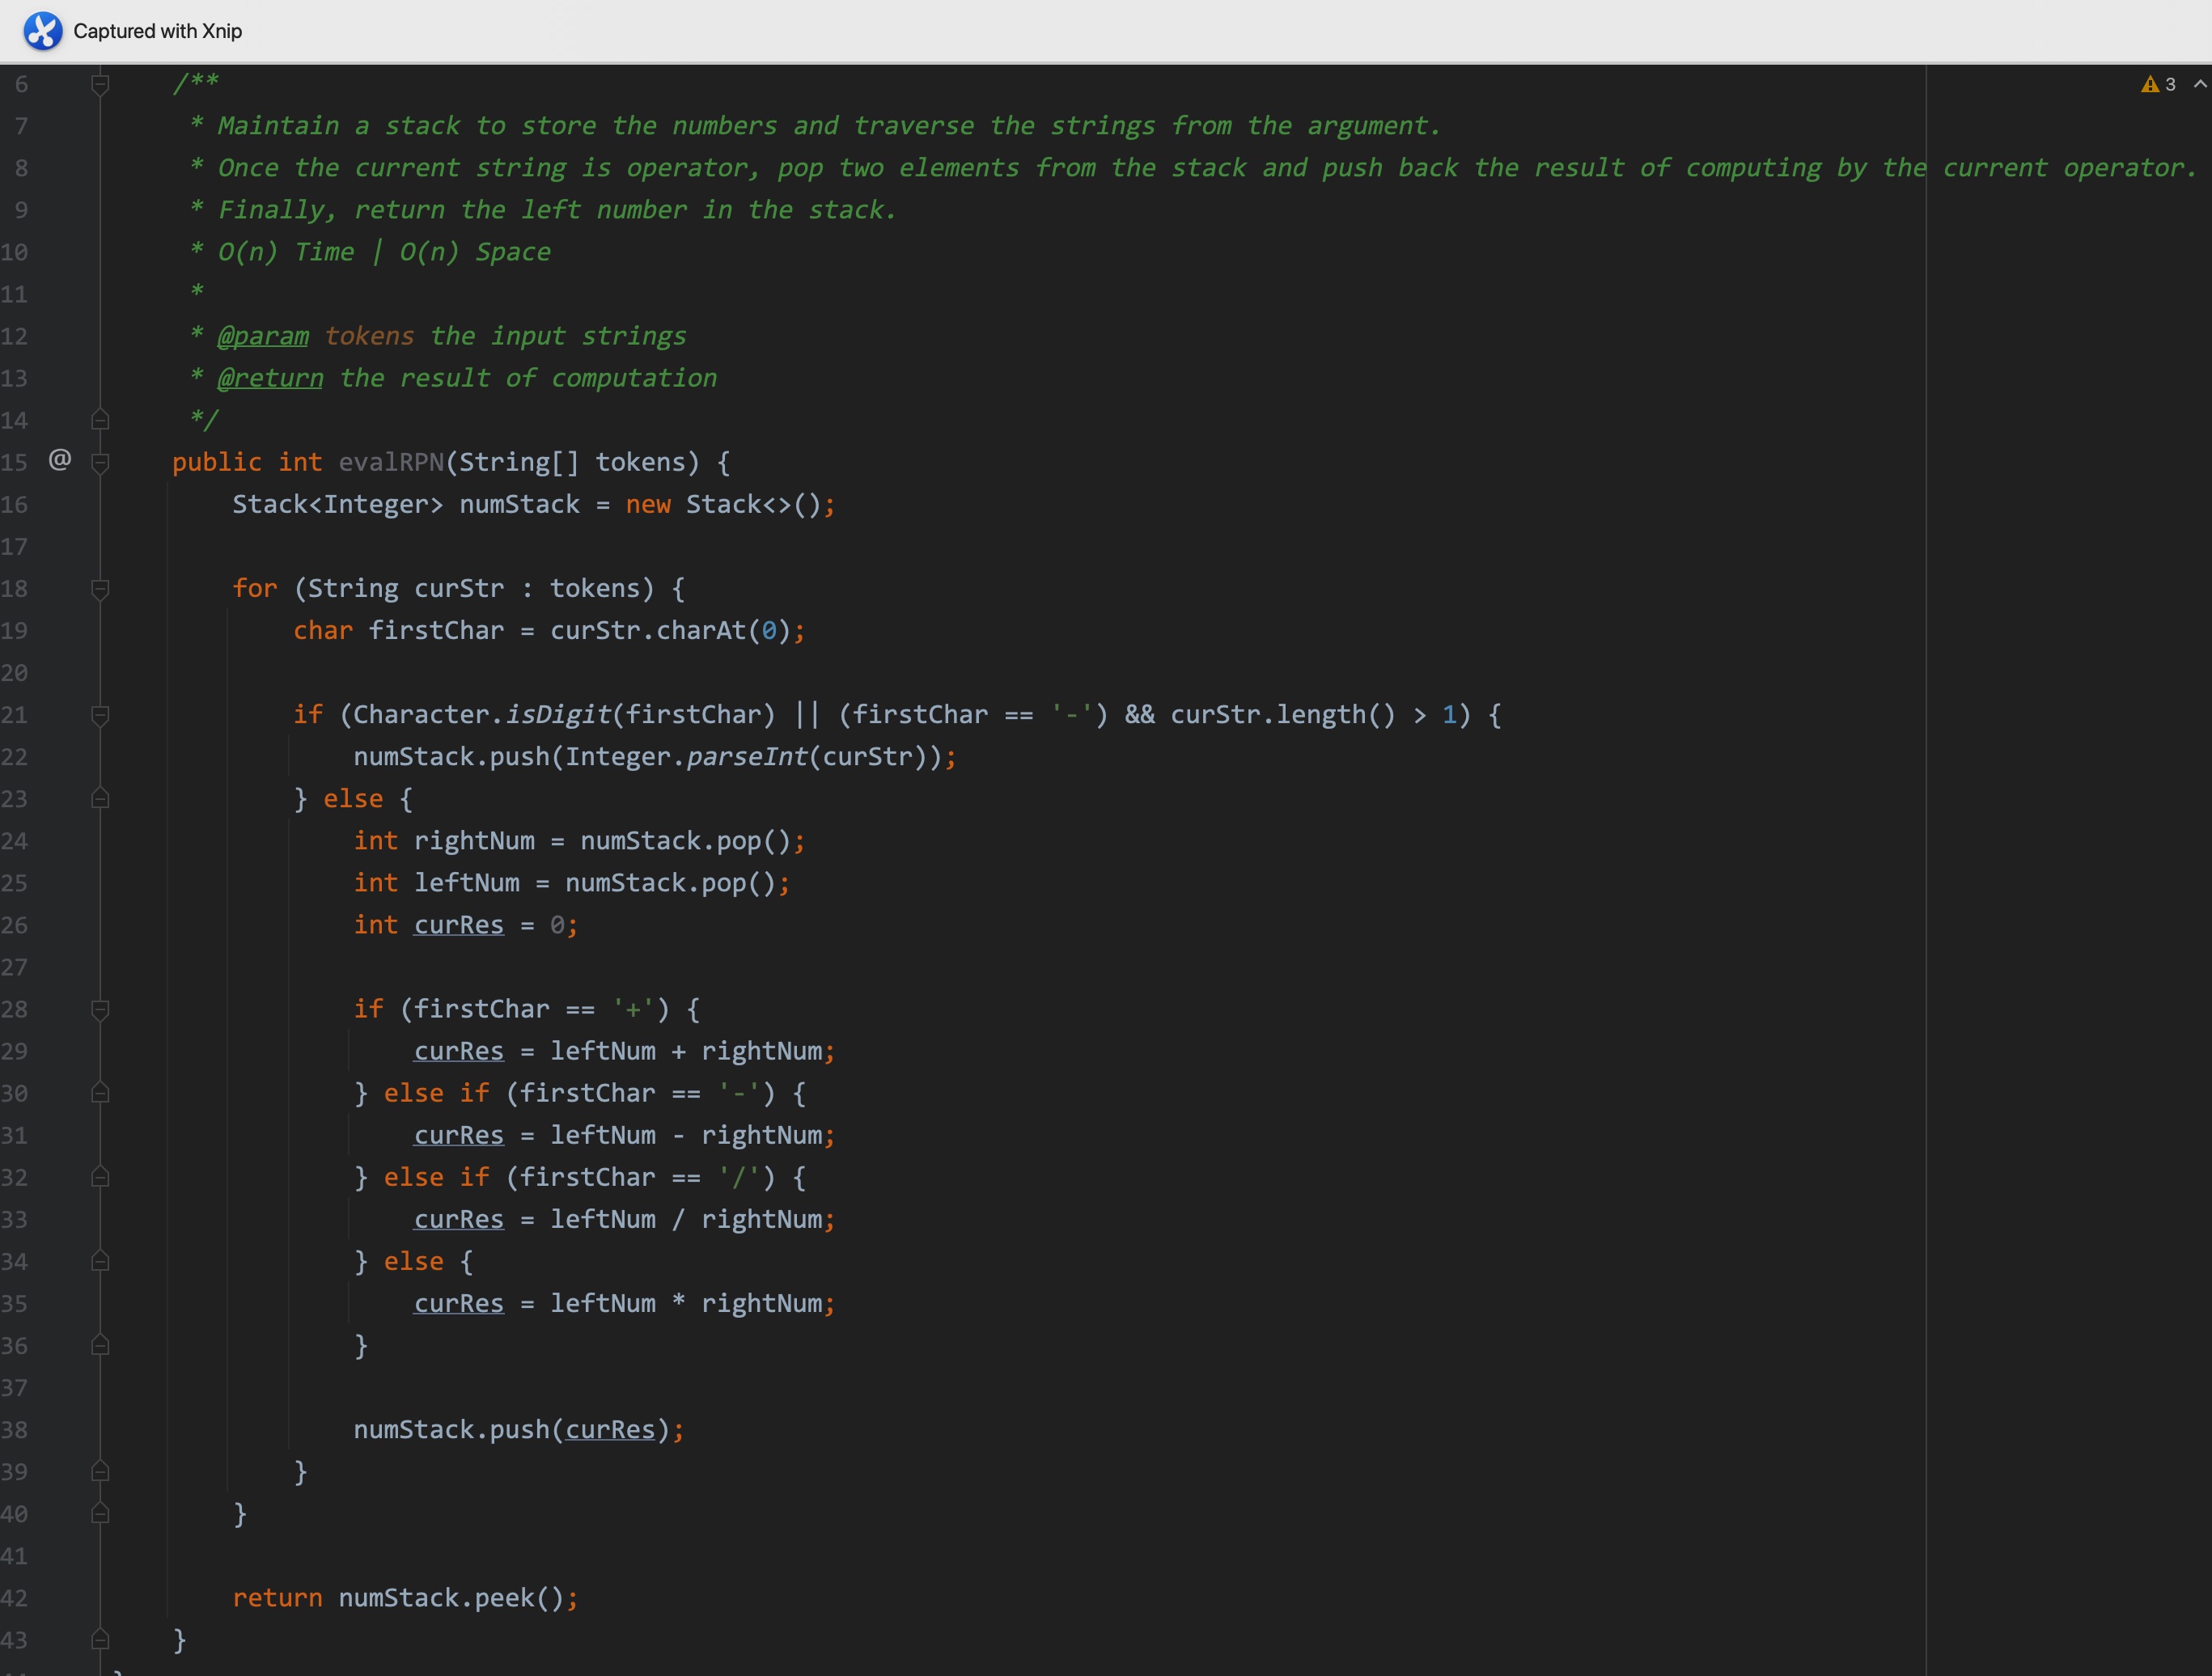 Captured with Xnip
3
6 /**
7 * Maintain a stack to store the numbers and traverse the strings from the argument.
8 * Once the current string is operator, pop two elements from the stack and push back the result of computing by the current operator.
9 * Finally, return the left number in the stack.
10 * O(n) Time | O(n) Space
11 *
12 * @param tokens the input strings
13 * @return the result of computation
14 */
15 @ public int evalRPN(String[] tokens) {
16 Stack<Integer> numStack = new Stack<>();
17
18 for (String curStr : tokens) {
19 char firstChar = curStr.charAt(0);
20
21 if (Character.isDigit(firstChar) || (firstChar == '-') && curStr.length() > 1) {
22 numStack.push(Integer.parseInt(curStr));
23 } else {
24 int rightNum = numStack.pop();
25 int leftNum = numStack.pop();
26 int curRes = 0;
27
28 if (firstChar == '+') {
29 curRes = leftNum + rightNum;
30 } else if (firstChar == '-') {
31 curRes = leftNum - rightNum;
32 } else if (firstChar == '/') {
33 curRes = leftNum / rightNum;
34 } else {
35 curRes = leftNum * rightNum;
36 }
37
38 numStack.push(curRes);
39 }
40 }
41
42 return numStack.peek();
43 }